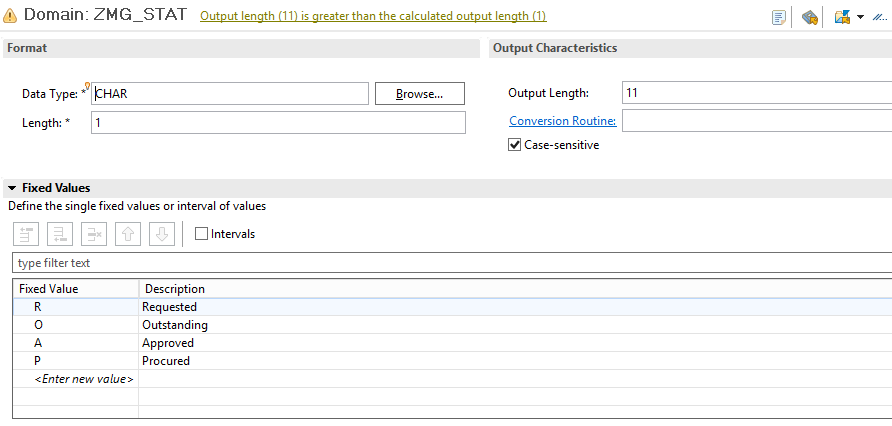 Domain: ZMG_STAT Output length (11) is greater than the calculated output length (1)
Format
Output Characteristics
Data Type: * CHAR Browse...
Output Length: 11
Length: * 1
Conversion Routine:
Case-sensitive
Fixed Values
Define the single fixed values or interval of values
Intervals
type filter text
Fixed Value Description
R Requested
O Outstanding
A Approved
P Procured
<Enter new value>